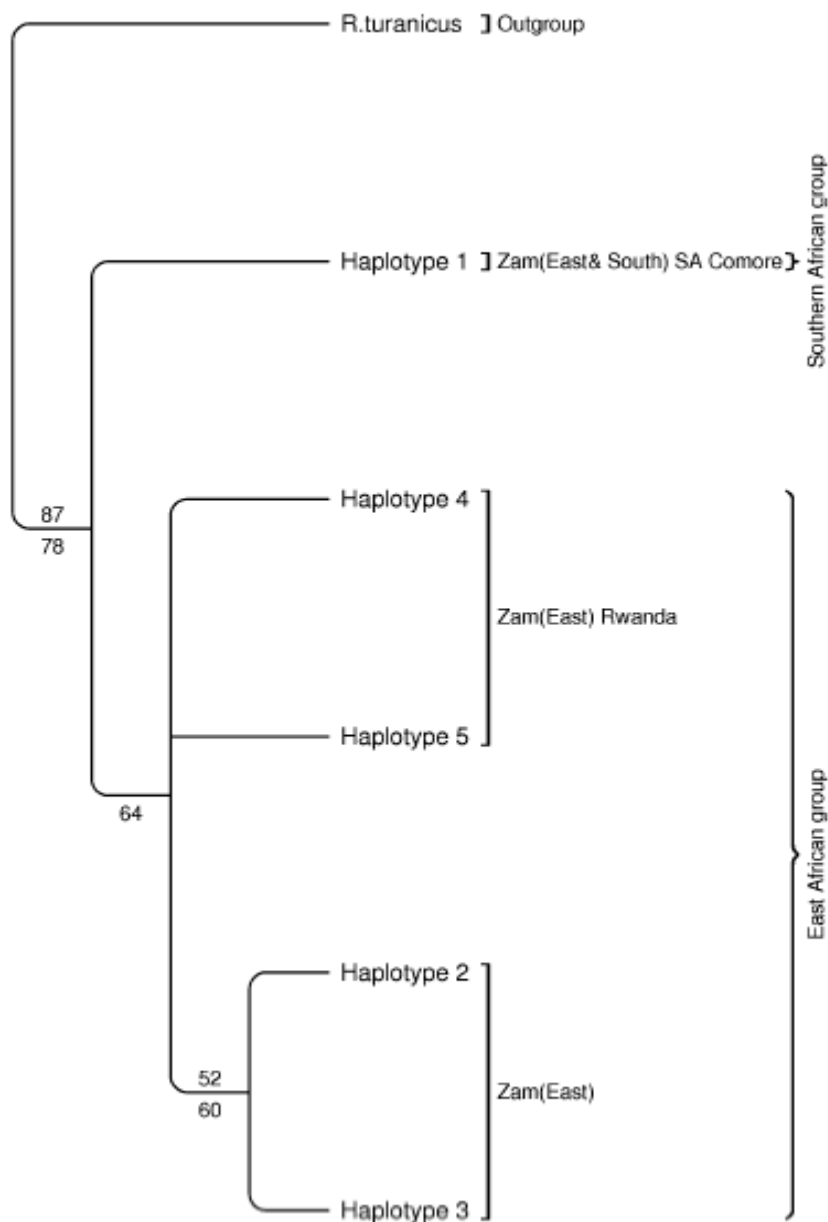 R.turanicus ] Outgroup
Haplotype 1 ] Zam(East& South) SA Comore}
Southern African group
Haplotype 4
87
78
Zam(East) Rwanda
Haplotype 5
64
East African group
Haplotype 2
52
60
Zam(East)
Haplotype 3